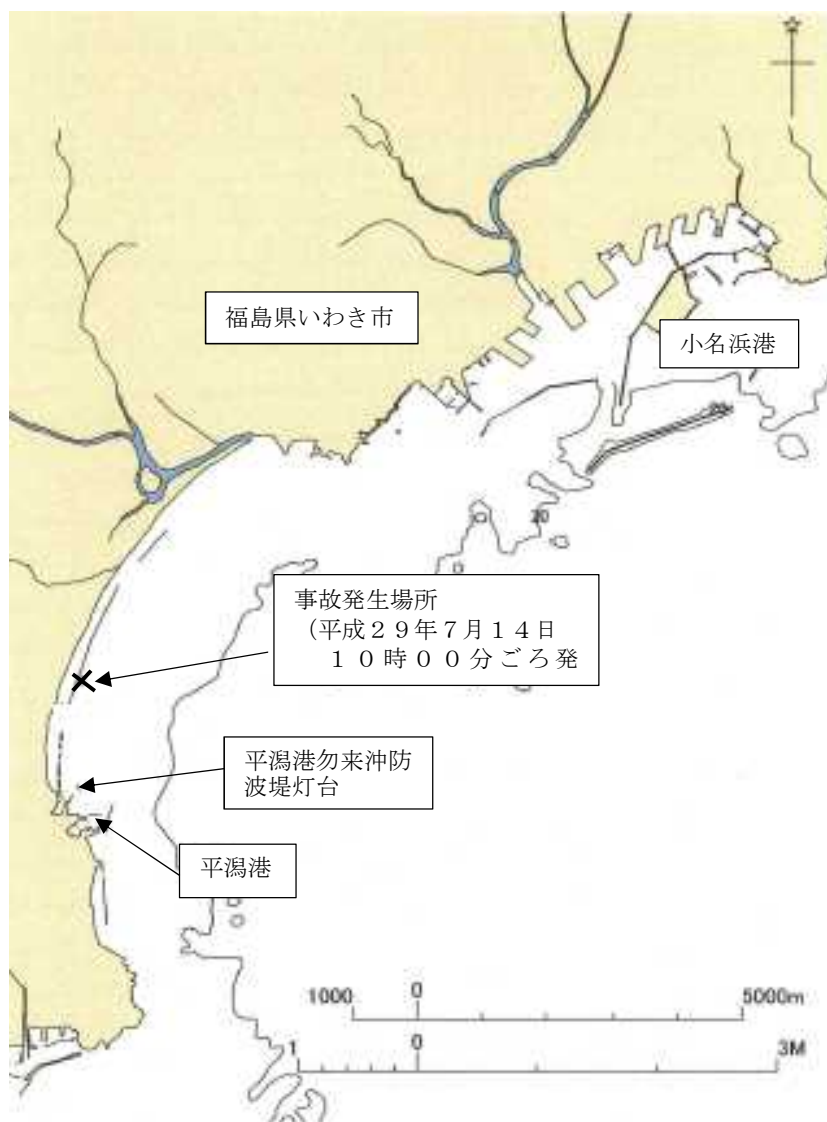 福島県いわき市
小名浜港
20
事故発生場所
(平成29年7月14日
10時00分ごろ発
平潟港勿来沖防
波堤灯台
平潟港
1000 0 5000m
1 0 3M